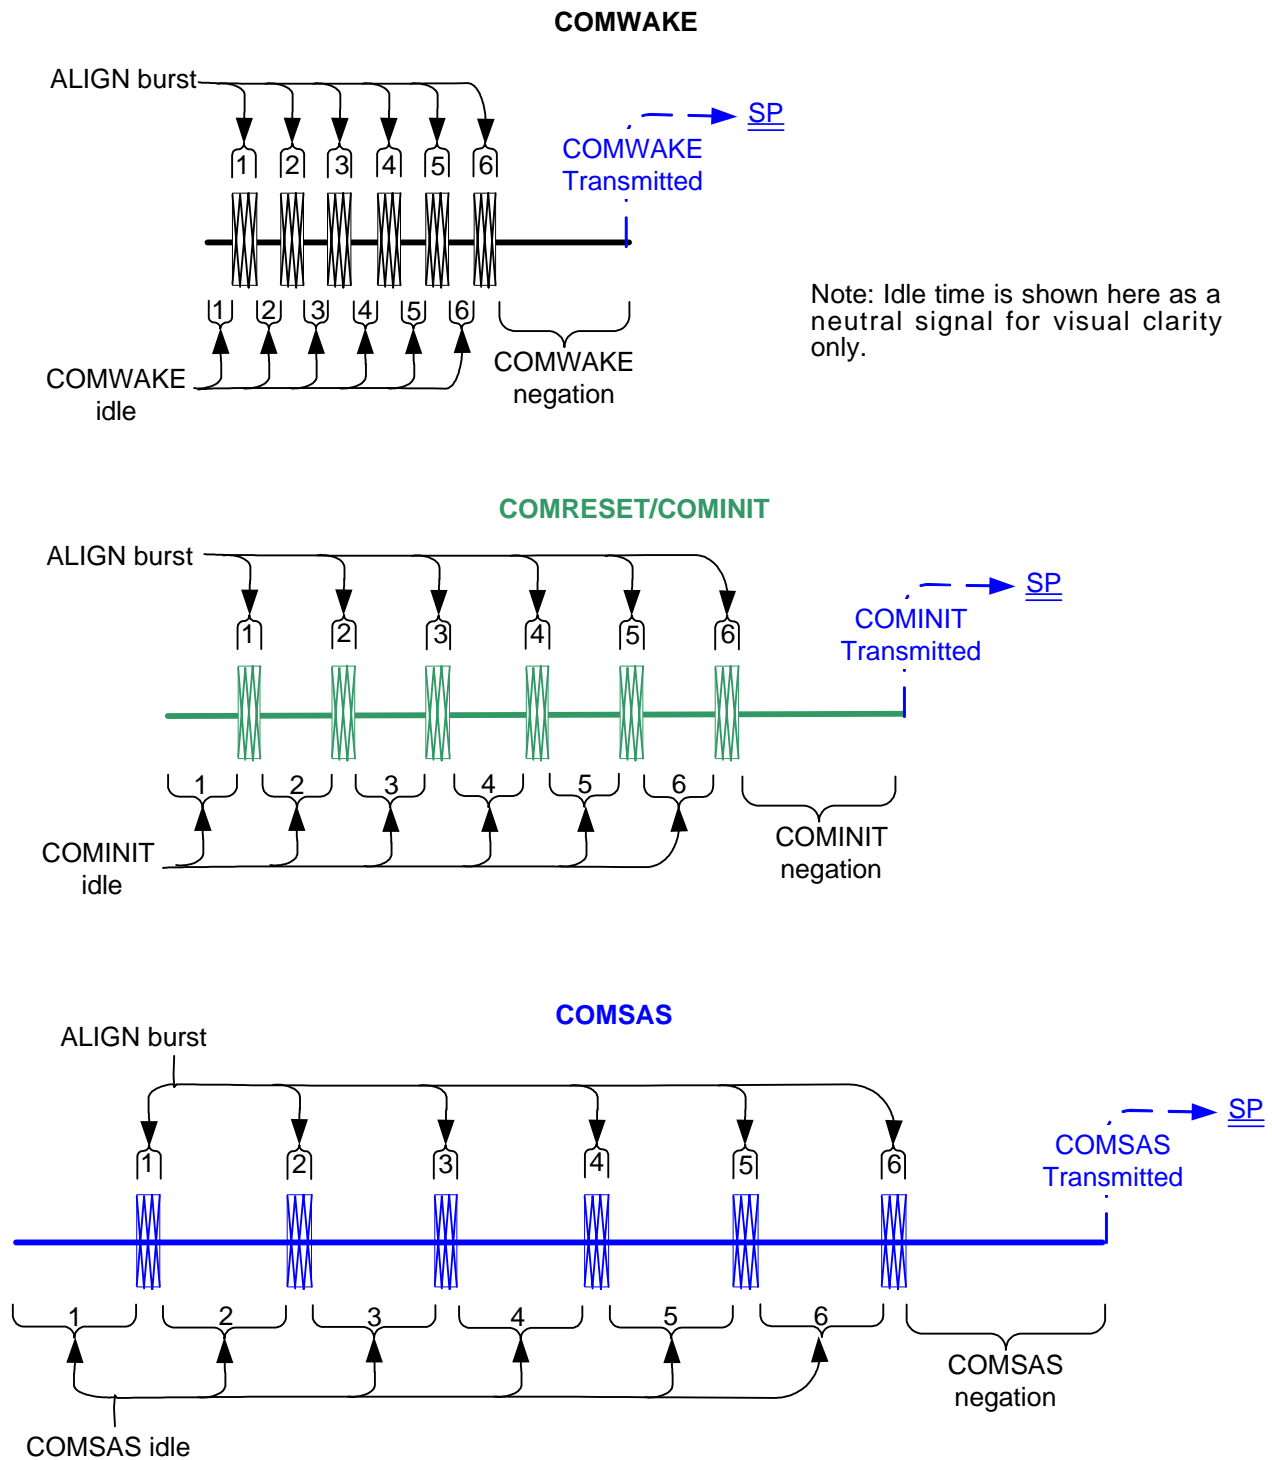 COMWAKE
ALIGN burst
SP
COMWAKE
Transmitted
1 2 3 4 5 6
1 2 3 4 5 6
Note: Idle time is shown here as a
neutral signal for visual clarity
only.
COMWAKE
idle
COMWAKE
negation
COMRESET/COMINIT
ALIGN burst
SP
COMINIT
Transmitted
1 2 3 4 5 6
1 2 3 4 5 6
COMINIT
idle
COMINIT
negation
COMSAS
ALIGN burst
SP
COMSAS
Transmitted
1 2 3 4 5 6
1 2 3 4 5 6
COMSAS
negation
COMSAS idle